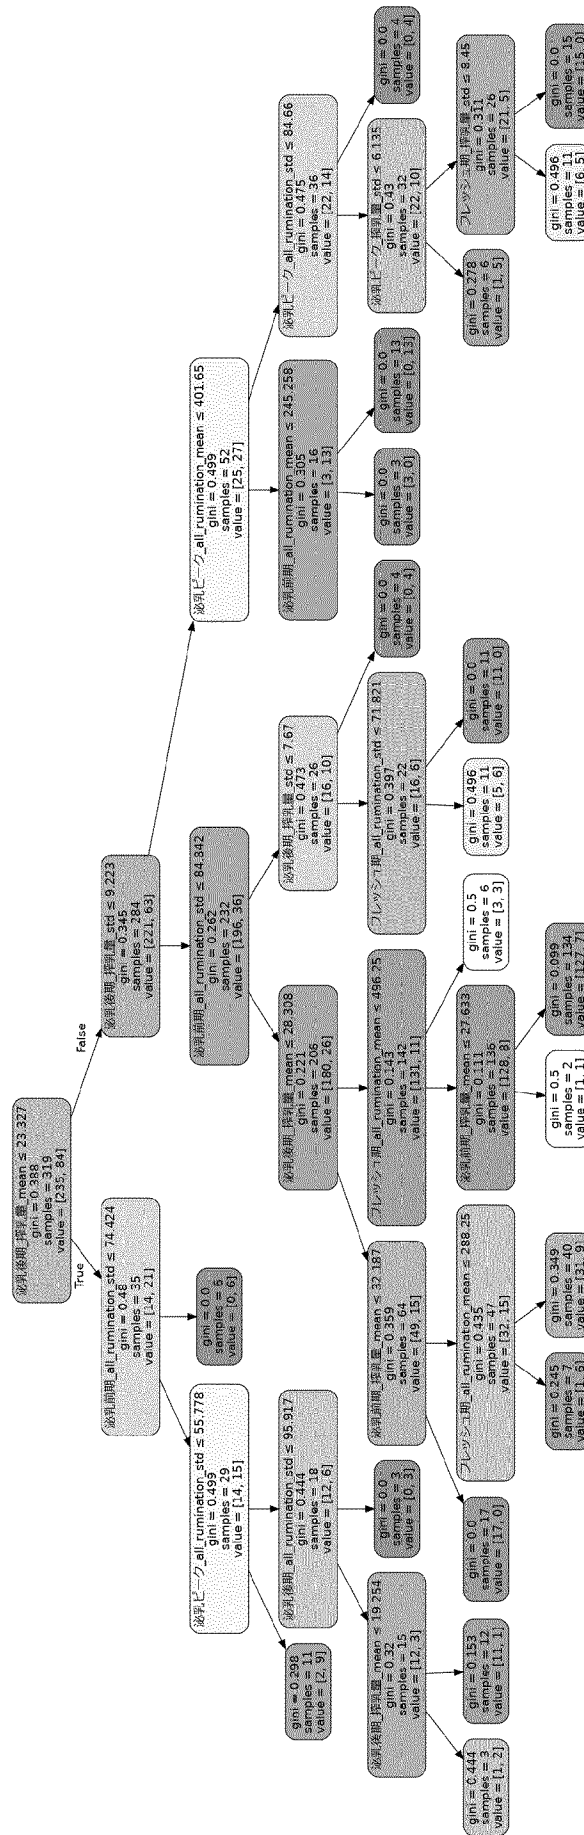 泌乳後期_搾乳量_mean ≤ 23.327
gini = 0.388
samples = 319
value = [235, 84]
True
False
泌乳前期_all_rumination_std ≤ 74.424
gini = 0.48
samples = 35
value = [14, 21]
泌乳後期_搾乳量_std ≤ 9.223
gini = 0.345
samples = 284
value = [221, 63]
泌乳ピーク_all_rumination_std ≤ 55.778
gini = 0.499
samples = 29
value = [14, 15]
gini = 0.0
samples = 6
value = [0, 6]
泌乳前期_all_rumination_std ≤ 84.842
gini = 0.262
samples = 232
value = [196, 36]
泌乳ピーク_all_rumination_mean ≤ 401.65
gini = 0.499
samples = 52
value = [25, 27]
gini = 0.298
samples = 11
value = [2, 9]
泌乳後期_all_rumination_std ≤ 95.917
gini = 0.444
samples = 18
value = [12, 6]
泌乳後期_搾乳量_mean ≤ 28.308
gini = 0.221
samples = 206
value = [180, 26]
泌乳後期_搾乳量_std ≤ 7.67
gini = 0.473
samples = 26
value = [16, 10]
泌乳前期_all_rumination_mean ≤ 245.258
gini = 0.305
samples = 16
value = [3, 13]
泌乳ピーク_all_rumination_std ≤ 84.66
gini = 0.475
samples = 36
value = [22, 14]
泌乳後期_搾乳量_mean ≤ 19.254
gini = 0.32
samples = 15
value = [12, 3]
gini = 0.0
samples = 3
value = [0, 3]
泌乳前期_搾乳量_mean ≤ 32.187
gini = 0.359
samples = 64
value = [49, 15]
フレッシュ期_all_rumination_mean ≤ 496.25
gini = 0.143
samples = 142
value = [131, 11]
フレッシュ期_all_rumination_std ≤ 71.821
gini = 0.397
samples = 22
value = [16, 6]
gini = 0.0
samples = 4
value = [0, 4]
gini = 0.0
samples = 3
value = [3, 0]
gini = 0.0
samples = 13
value = [0, 13]
泌乳ピーク_搾乳量_std ≤ 6.135
gini = 0.43
samples = 32
value = [22, 10]
gini = 0.0
samples = 4
value = [0, 4]
gini = 0.444
samples = 3
value = [1, 2]
gini = 0.153
samples = 12
value = [11, 1]
gini = 0.0
samples = 17
value = [17, 0]
フレッシュ期_all_rumination_mean ≤ 288.25
gini = 0.435
samples = 47
value = [32, 15]
泌乳前期_搾乳量_mean ≤ 27.633
gini = 0.111
samples = 136
value = [128, 8]
gini = 0.5
samples = 6
value = [3, 3]
gini = 0.496
samples = 11
value = [5, 6]
gini = 0.0
samples = 11
value = [11, 0]
gini = 0.278
samples = 6
value = [1, 5]
フレッシュ期_搾乳量_std ≤ 8.45
gini = 0.311
samples = 26
value = [21, 5]
gini = 0.245
samples = 7
value = [1, 6]
gini = 0.349
samples = 40
value = [31, 9]
gini = 0.5
samples = 2
value = [1, 1]
gini = 0.099
samples = 134
value = [127, 7]
gini = 0.496
samples = 11
value = [6, 5]
gini = 0.0
samples = 15
value = [15, 0]